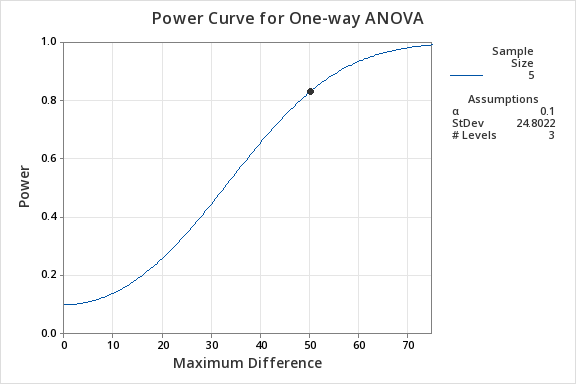 Power Curve for One-way ANOVA
1.0
0.8
0.6
0.4
0.2
0.0
Power
0 10 20 30 40 50 60 70
Maximum Difference
Sample
Size
5
Assumptions
α 0.1
StDev 24.8022
# Levels 3